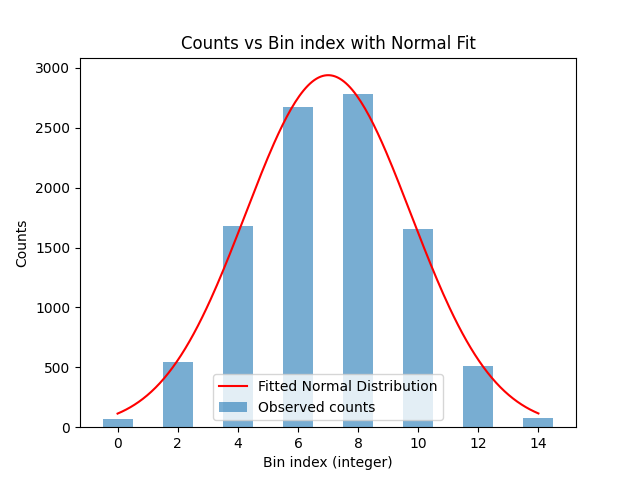 Counts vs Bin index with Normal Fit
3000
2500
2000
1500
1000
500
0
Counts
Fitted Normal Distribution
Observed counts
0 2 4 6 8 10 12 14
Bin index (integer)